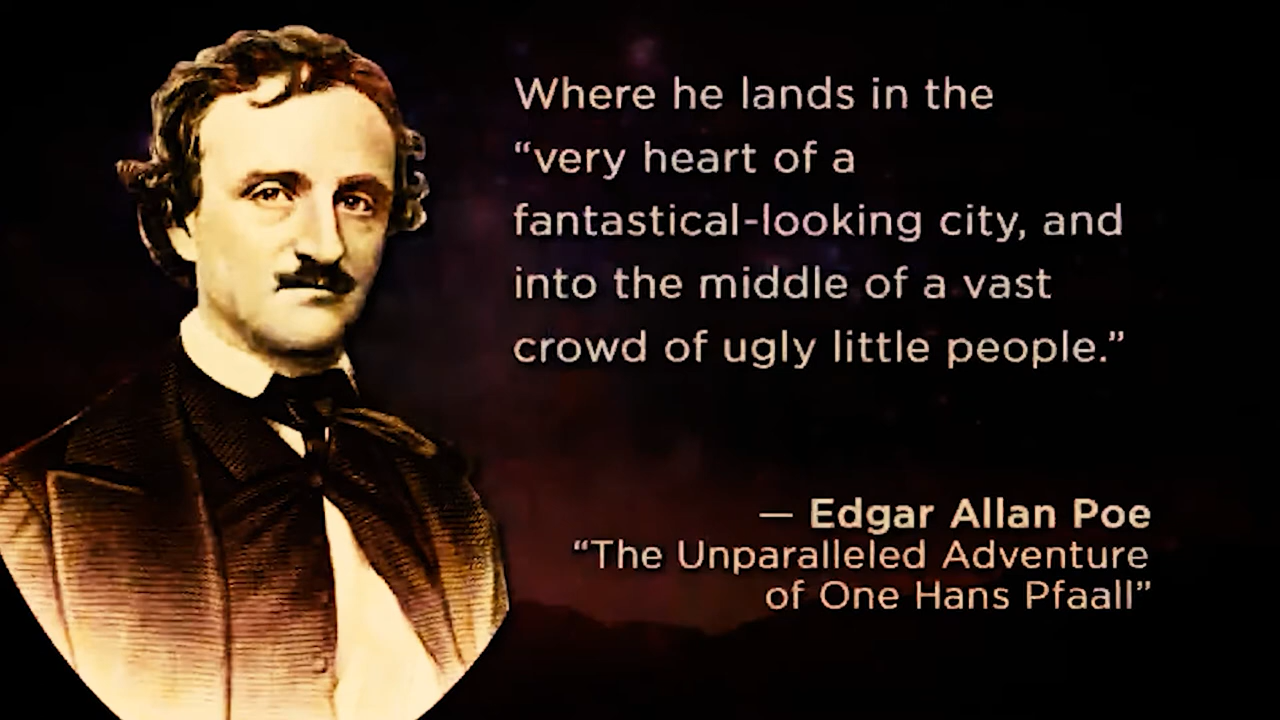 Where he lands in the
“very heart of a
fantastical-looking city, and
into the middle of a vast
crowd of ugly little people.”
— Edgar Allan Poe
“The Unparalleled Adventure
of One Hans Pfaall”